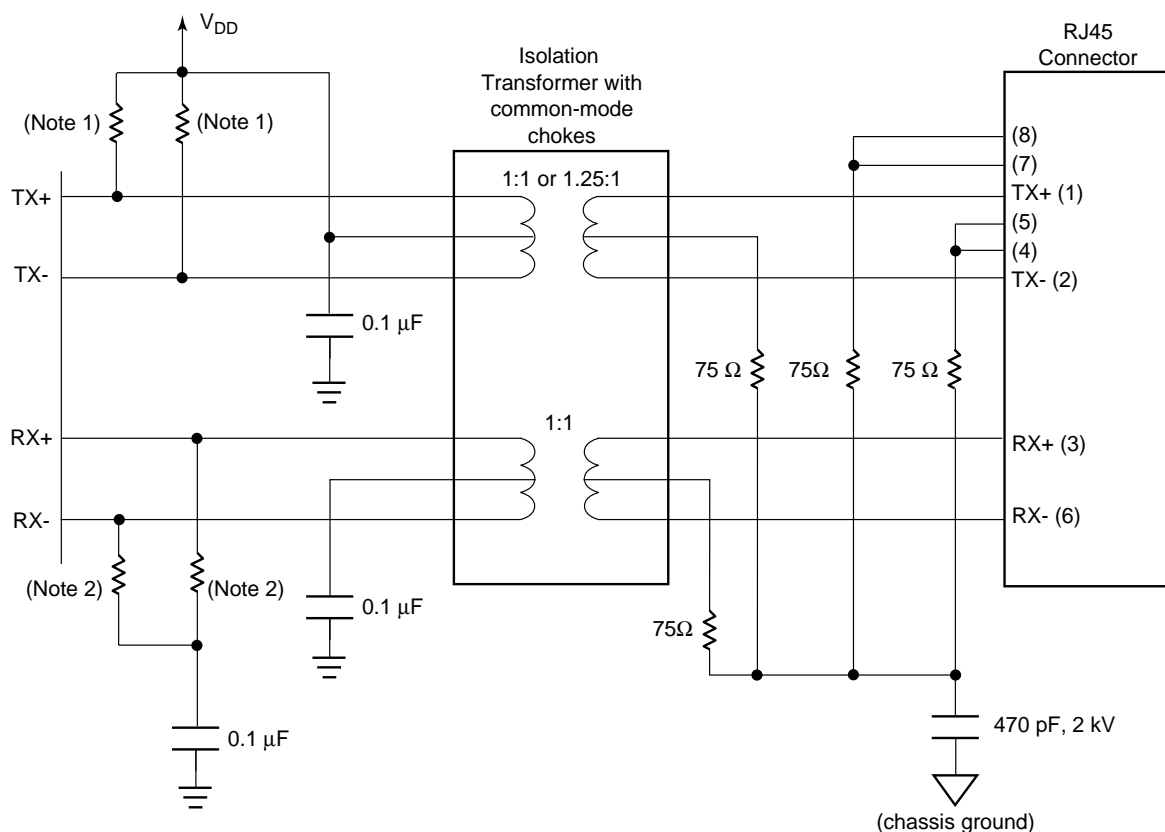 V_DD
RJ45
Connector
Isolation
Transformer with
common-mode
chokes
(Note 1)
(Note 1)
(8)
(7)
1:1 or 1.25:1
TX+
TX+ (1)
(5)
(4)
TX-
TX- (2)
0.1 μF
75 Ω
75Ω
75 Ω
1:1
RX+
RX+ (3)
RX-
RX- (6)
(Note 2)
(Note 2)
0.1 μF
75Ω
0.1 μF
470 pF, 2 kV
(chassis ground)